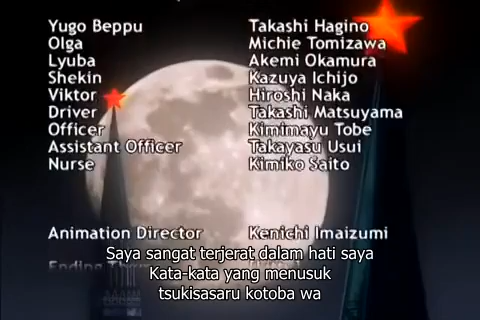 Yugo Beppu Takashi Hagino
Olga Michie Tomizawa
Lyuba Akemi Okamura
Shekin Kazuya Ichijo
Viktor Hiroshi Naka
Driver Takashi Matsuyama
Officer Kimimayu Tobe
Assistant Officer Takayasu Usui
Nurse Kimiko Saito
Animation Director Kenichi Imaizumi
Saya sangat terjerat dalam hati saya
Kata-kata yang menusuk
tsukisasaru kotoba wa
Ending